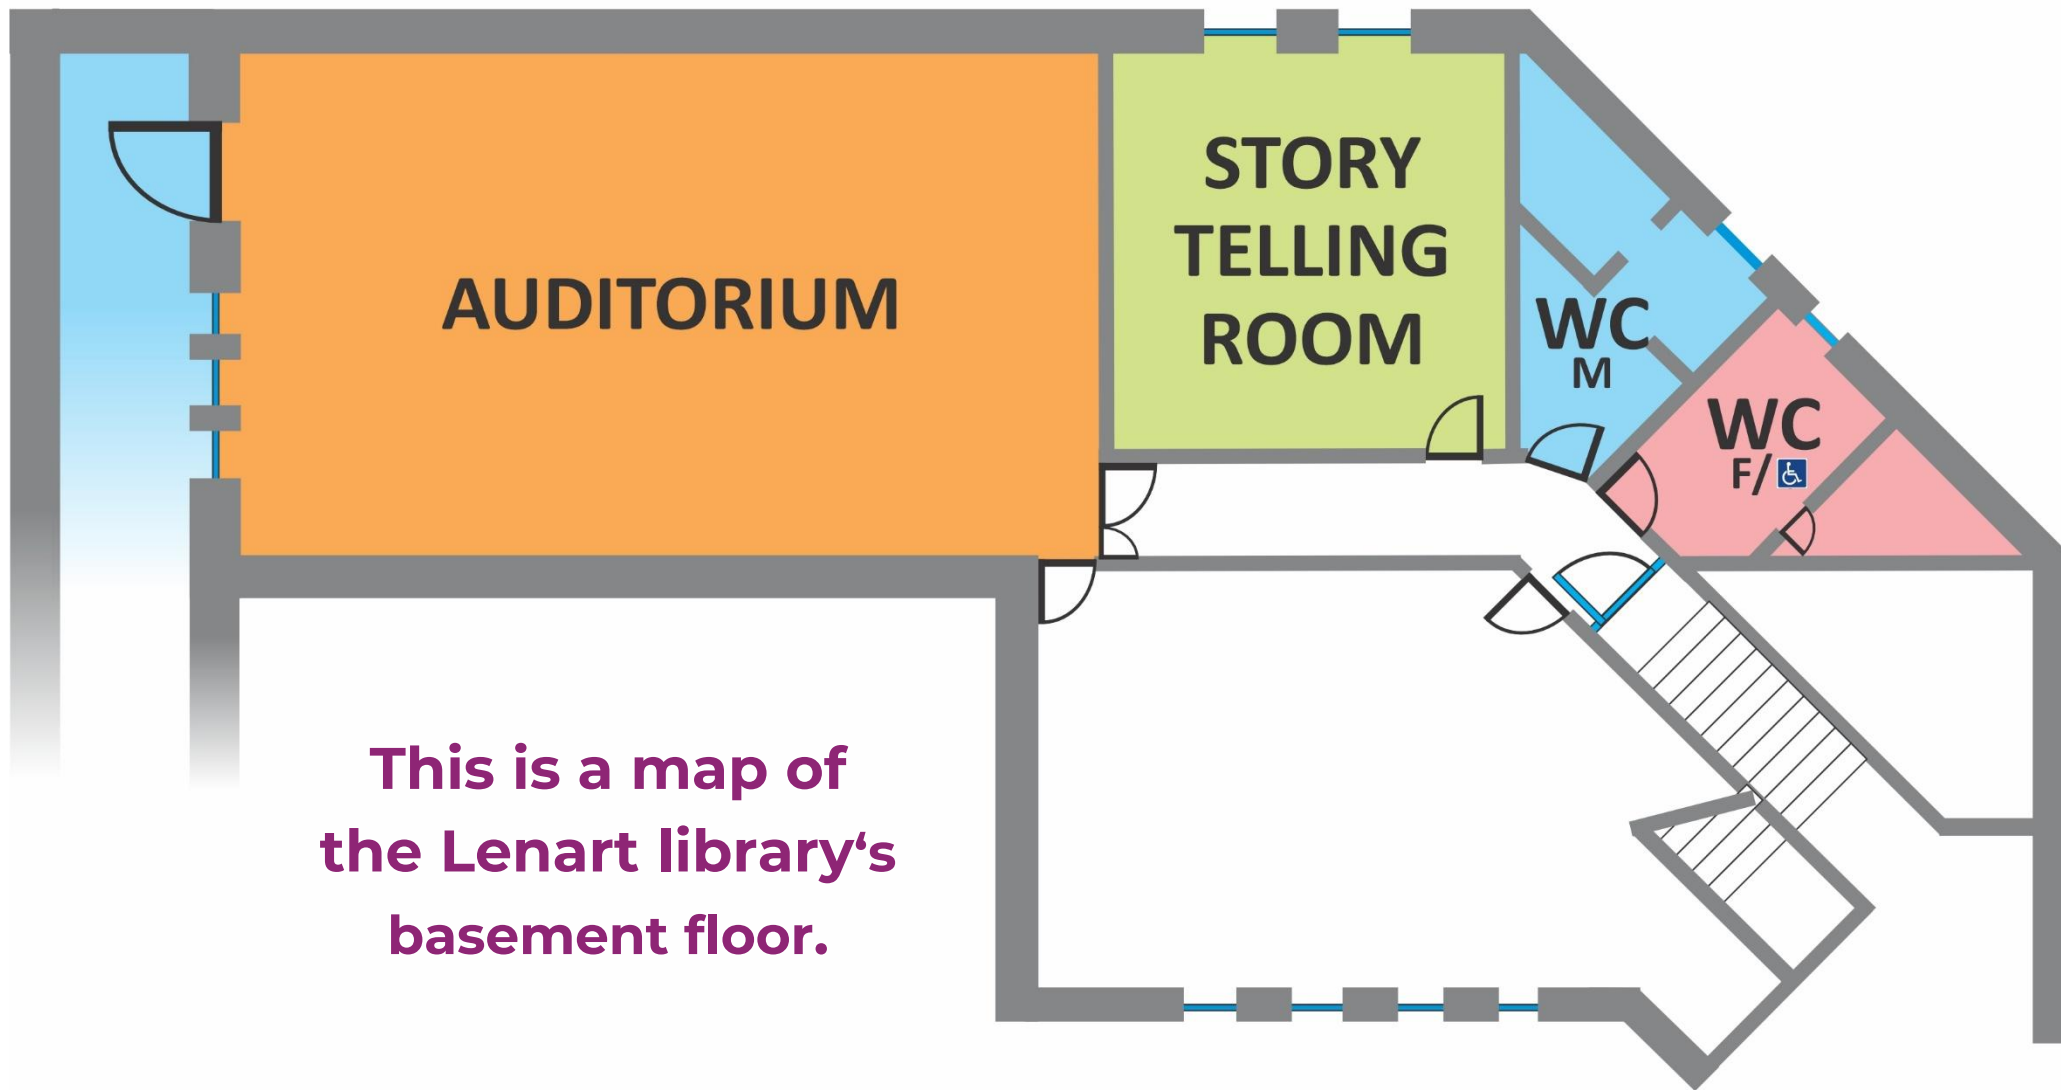 AUDITORIUM
STORY
TELLING
ROOM
WC
M
WC
F/
This is a map of
the Lenart library‘s
basement floor.